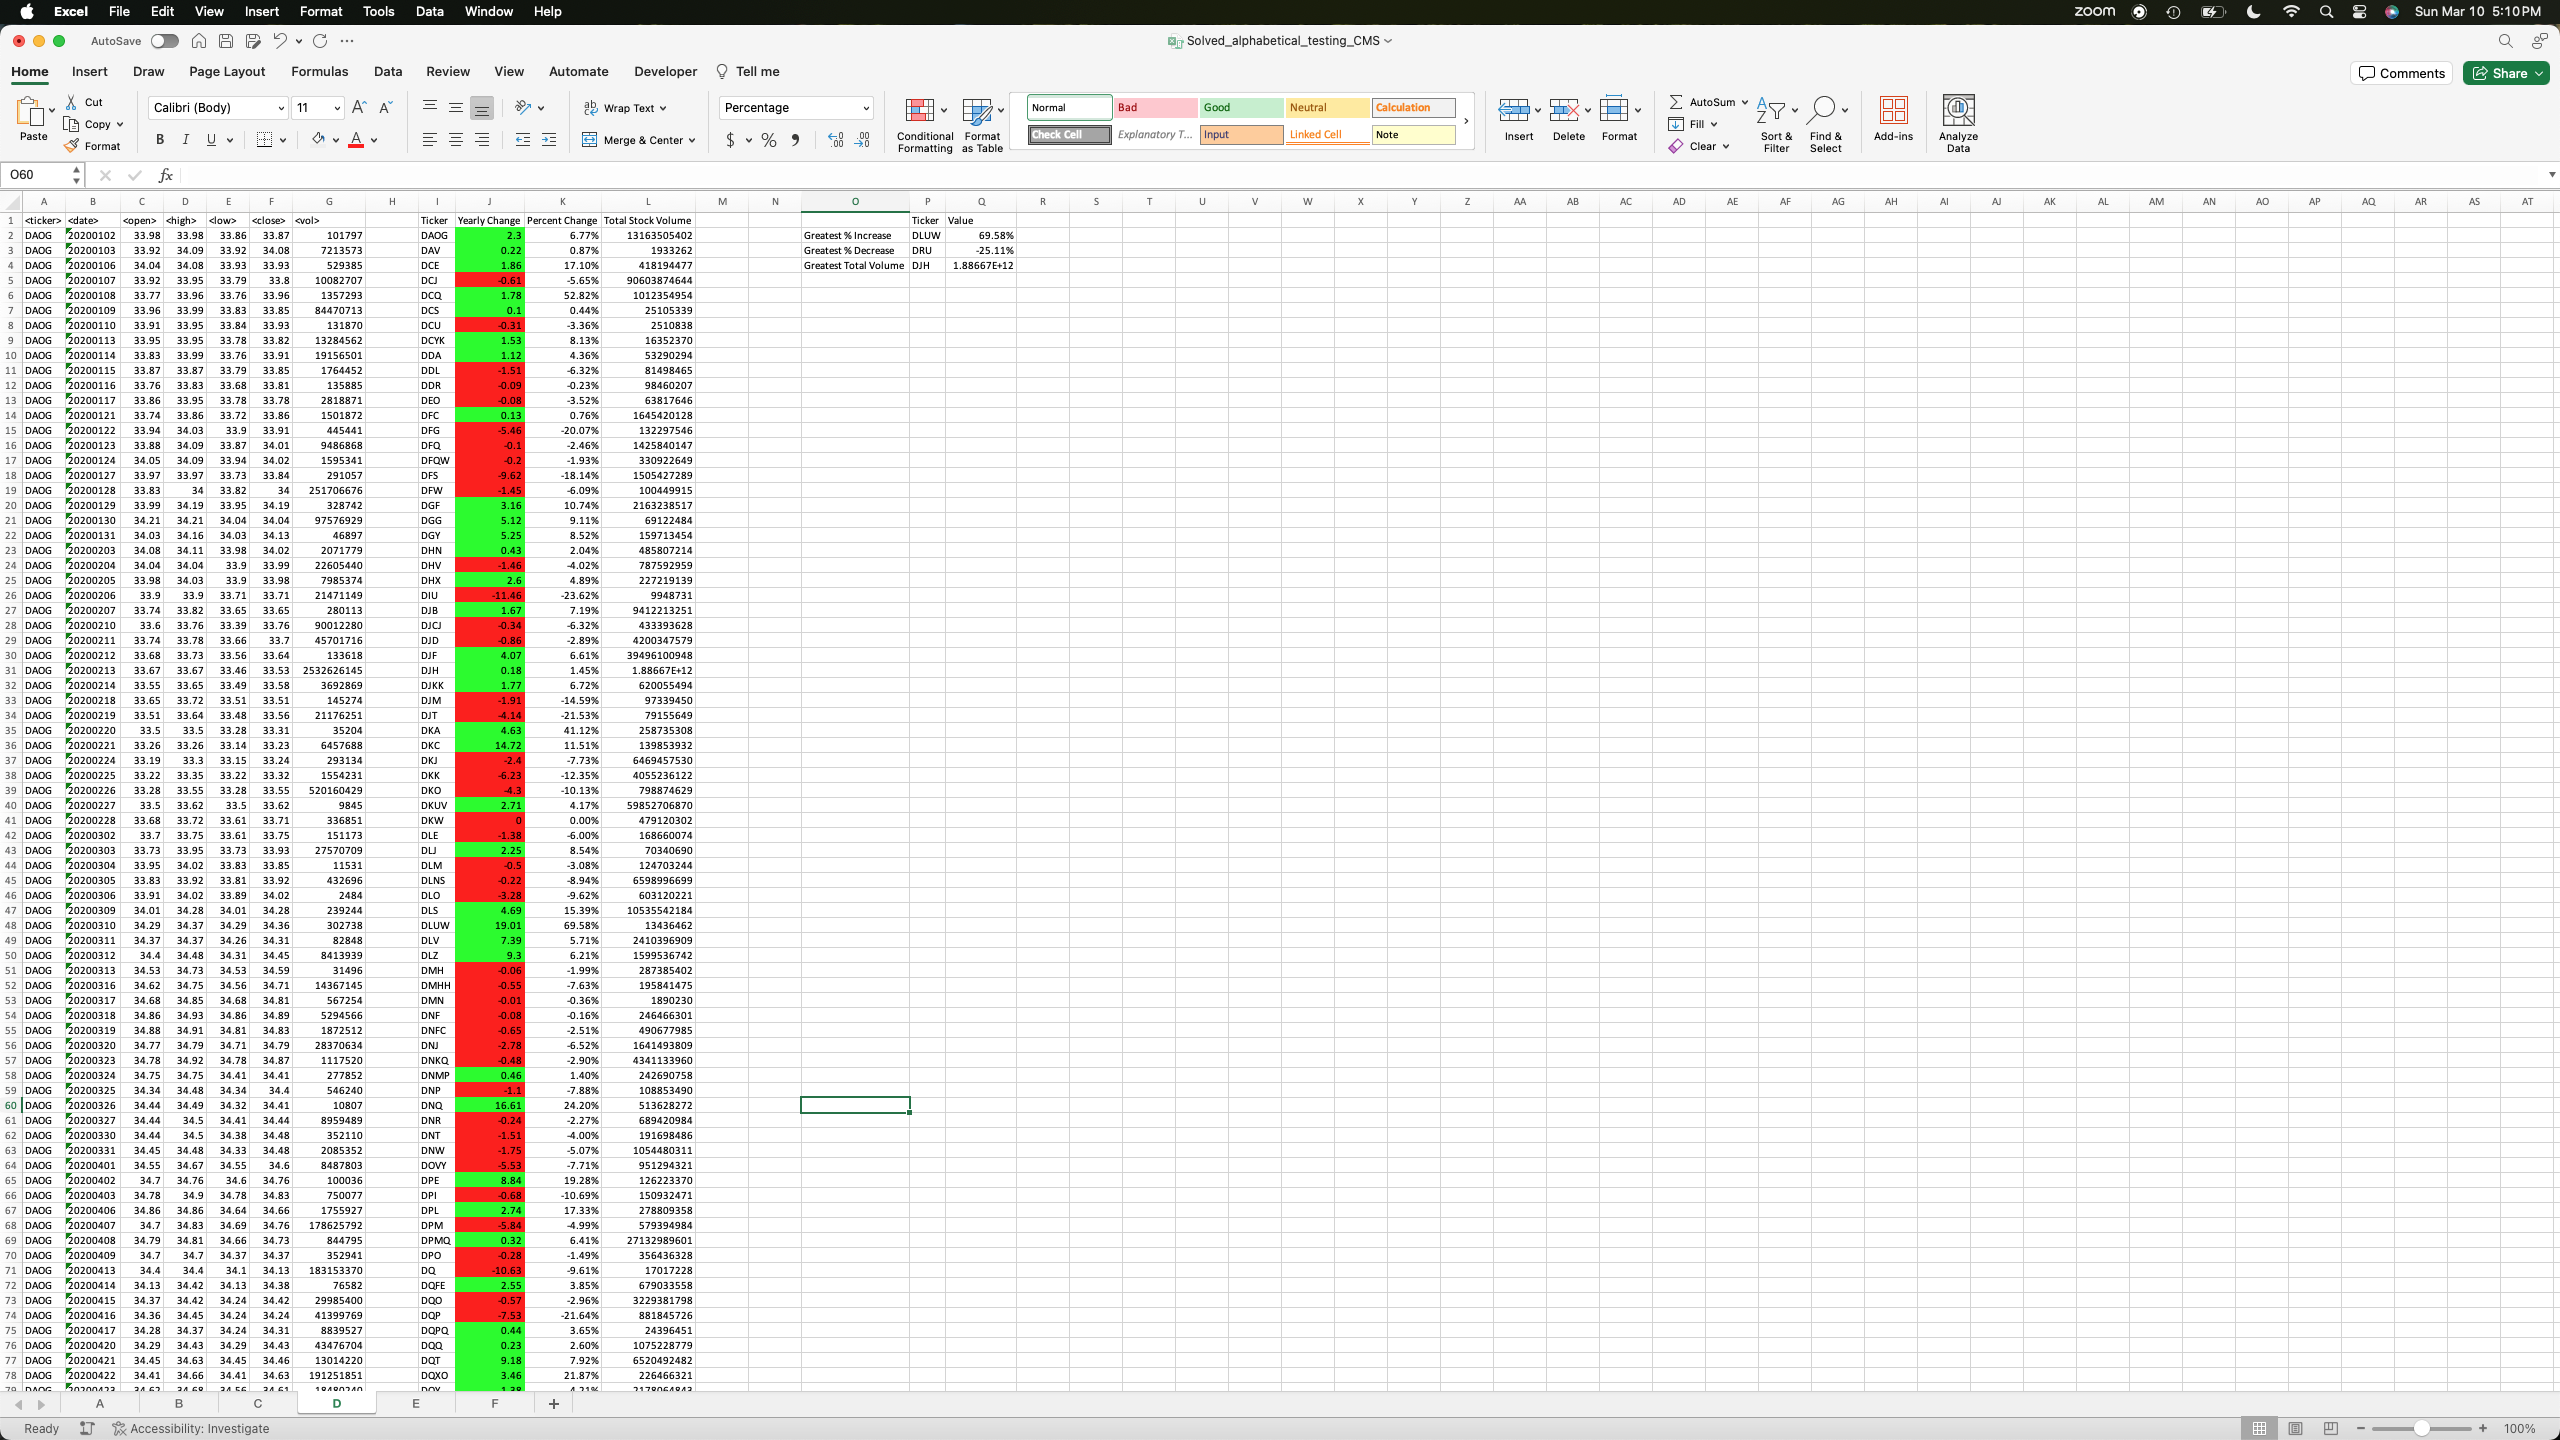 Excel File Edit View Insert Format Tools Data Window Help zoom Sun Mar 10 5:10 PM
AutoSave Solved_alphabetical_testing_CMS
Home Insert Draw Page Layout Formulas Data Review View Automate Developer Tell me Comments Share
Paste Cut Copy Format Calibri (Body) 11 Wrap Text Merge & Center Percentage Conditional Formatting Format as Table Normal Bad Good Neutral Calculation Check Cell Explanatory T... Input Linked Cell Note Insert Delete Format AutoSum Fill Clear Sort & Filter Find & Select Add-ins Analyze Data
O60 fx
A B C D E F G H I J K L M N O P Q R S T U V W X Y Z AA AB AC AD AE AF AG AH AI AJ AK AL AM AN AO AP AQ AR AS AT
1 <ticker> <date> <open> <high> <low> <close> <vol> Ticker Yearly Change Percent Change Total Stock Volume Ticker Value
2 DAOG 20200102 33.98 33.98 33.86 33.87 101797 DAOG 2.3 6.77% 13163505402 Greatest % Increase DLUW 69.58%
3 DAOG 20200103 33.92 34.09 33.92 34.08 7213573 DAV 0.22 0.87% 1933262 Greatest % Decrease DRU -25.11%
4 DAOG 20200106 34.04 34.08 33.93 33.93 529385 DCE 1.86 17.10% 418194477 Greatest Total Volume DJH 1.88667E+12
5 DAOG 20200107 33.92 33.95 33.79 33.8 10082707 DCJ -0.61 -5.65% 90603874644
6 DAOG 20200108 33.77 33.96 33.76 33.96 1357293 DCQ 1.78 52.82% 1012354954
7 DAOG 20200109 33.96 33.99 33.83 33.85 84470713 DCS 0.1 0.44% 25105339
8 DAOG 20200110 33.91 33.95 33.84 33.93 131870 DCU -0.31 -3.36% 2510838
9 DAOG 20200113 33.95 33.95 33.78 33.82 13284562 DCYK 1.53 8.13% 16352370
10 DAOG 20200114 33.83 33.99 33.76 33.91 19156501 DDA 1.12 4.36% 53290294
11 DAOG 20200115 33.87 33.87 33.79 33.85 1764452 DDL -1.51 -6.32% 81498465
12 DAOG 20200116 33.76 33.83 33.68 33.81 135885 DDR -0.09 -0.23% 98460207
13 DAOG 20200117 33.86 33.95 33.78 33.78 2818871 DEO -0.08 -3.52% 63817646
14 DAOG 20200121 33.74 33.86 33.72 33.86 1501872 DFC 0.13 0.76% 1645420128
15 DAOG 20200122 33.94 34.03 33.9 33.91 445441 DFG -5.46 -20.07% 132297546
16 DAOG 20200123 33.88 34.09 33.87 34.01 9486868 DFQ -0.1 -2.46% 1425840147
17 DAOG 20200124 34.05 34.09 33.94 34.02 1595341 DFQW -0.2 -1.93% 330922649
18 DAOG 20200127 33.97 33.97 33.73 33.84 291057 DFS -9.62 -18.14% 1505427289
19 DAOG 20200128 33.83 34 33.82 34 251706676 DFW -1.45 -6.09% 100449915
20 DAOG 20200129 33.99 34.19 33.95 34.19 328742 DGF 3.16 10.74% 2163238517
21 DAOG 20200130 34.21 34.21 34.04 34.04 97576929 DGG 5.12 9.11% 69122484
22 DAOG 20200131 34.03 34.16 34.03 34.13 46897 DGY 5.25 8.52% 159713454
23 DAOG 20200203 34.08 34.11 33.98 34.02 2071779 DHN 0.43 2.04% 485807214
24 DAOG 20200204 34.04 34.04 33.9 33.99 22605440 DHV -1.46 -4.02% 787592959
25 DAOG 20200205 33.98 34.03 33.9 33.98 7985374 DHX 2.6 4.89% 227219139
26 DAOG 20200206 33.9 33.9 33.71 33.71 21471149 DIU -11.46 -23.62% 9948731
27 DAOG 20200207 33.74 33.82 33.65 33.65 280113 DJB 1.67 7.19% 9412213251
28 DAOG 20200210 33.6 33.76 33.39 33.76 90012280 DJCJ -0.34 -6.32% 433393628
29 DAOG 20200211 33.74 33.78 33.66 33.7 45701716 DJD -0.86 -2.89% 4200347579
30 DAOG 20200212 33.68 33.73 33.56 33.64 133618 DJF 4.07 6.61% 39496100948
31 DAOG 20200213 33.67 33.67 33.46 33.53 2532626145 DJH 0.18 1.45% 1.88667E+12
32 DAOG 20200214 33.55 33.65 33.49 33.58 3692869 DJKK 1.77 6.72% 620055494
33 DAOG 20200218 33.65 33.72 33.51 33.51 145274 DJM -1.91 -14.59% 97339450
34 DAOG 20200219 33.51 33.64 33.48 33.56 21176251 DJT -4.14 -21.53% 79155649
35 DAOG 20200220 33.5 33.5 33.28 33.31 35204 DKA 4.63 41.12% 258735308
36 DAOG 20200221 33.26 33.26 33.14 33.23 6457688 DKC 14.72 11.51% 139853932
37 DAOG 20200224 33.19 33.3 33.15 33.24 293134 DKJ -2.4 -7.73% 6469457530
38 DAOG 20200225 33.22 33.35 33.22 33.32 1554231 DKK -6.23 -12.35% 4055236122
39 DAOG 20200226 33.28 33.55 33.28 33.55 520160429 DKO -4.3 -10.13% 798874629
40 DAOG 20200227 33.5 33.62 33.5 33.62 9845 DKUV 2.71 4.17% 59852706870
41 DAOG 20200228 33.68 33.72 33.61 33.71 336851 DKW 0 0.00% 479120302
42 DAOG 20200302 33.7 33.75 33.61 33.75 151173 DLE -1.38 -6.00% 168660074
43 DAOG 20200303 33.73 33.95 33.73 33.93 27570709 DLJ 2.25 8.54% 70340690
44 DAOG 20200304 33.95 34.02 33.83 33.85 11531 DLM -0.5 -3.08% 124703244
45 DAOG 20200305 33.83 33.92 33.81 33.92 432696 DLNS -0.22 -8.94% 6598996699
46 DAOG 20200306 33.91 34.02 33.89 34.02 2484 DLO -3.28 -9.62% 603120221
47 DAOG 20200309 34.01 34.28 34.01 34.28 239244 DLS 4.69 15.39% 10535542184
48 DAOG 20200310 34.29 34.37 34.29 34.36 302738 DLUW 19.01 69.58% 13436462
49 DAOG 20200311 34.37 34.37 34.26 34.31 82848 DLV 7.39 5.71% 2410396909
50 DAOG 20200312 34.4 34.48 34.31 34.45 8413939 DLZ 9.3 6.21% 1599536742
51 DAOG 20200313 34.53 34.73 34.53 34.59 31496 DMH -0.06 -1.99% 287385402
52 DAOG 20200316 34.62 34.75 34.56 34.71 14367145 DMHH -0.55 -7.63% 195841475
53 DAOG 20200317 34.68 34.85 34.68 34.81 567254 DMN -0.01 -0.36% 1890230
54 DAOG 20200318 34.86 34.93 34.86 34.89 5294566 DNF -0.08 -0.16% 246466301
55 DAOG 20200319 34.88 34.91 34.81 34.83 1872512 DNFC -0.65 -2.51% 490677985
56 DAOG 20200320 34.77 34.79 34.71 34.79 28370634 DNJ -2.78 -6.52% 1641493809
57 DAOG 20200323 34.78 34.92 34.78 34.87 1117520 DNKQ -0.48 -2.90% 4341133960
58 DAOG 20200324 34.75 34.75 34.41 34.41 277852 DNMP 0.46 1.40% 242690758
59 DAOG 20200325 34.34 34.48 34.34 34.4 546240 DNP -1.1 -7.88% 108853490
60 DAOG 20200326 34.44 34.49 34.32 34.41 10807 DNQ 16.61 24.20% 513628272
61 DAOG 20200327 34.44 34.5 34.41 34.44 8959489 DNR -0.24 -2.27% 689420984
62 DAOG 20200330 34.44 34.5 34.38 34.48 352110 DNT -1.51 -4.00% 191698486
63 DAOG 20200331 34.45 34.48 34.33 34.48 2085352 DNW -1.75 -5.07% 1054480311
64 DAOG 20200401 34.55 34.67 34.55 34.6 8487803 DOVY -5.53 -7.71% 951294321
65 DAOG 20200402 34.7 34.76 34.6 34.76 100036 DPE 8.84 19.28% 126223370
66 DAOG 20200403 34.78 34.9 34.78 34.83 750077 DPI -0.68 -10.69% 150932471
67 DAOG 20200406 34.86 34.86 34.64 34.66 1755927 DPL 2.74 17.33% 278809358
68 DAOG 20200407 34.7 34.83 34.69 34.76 178625792 DPM -5.84 -4.99% 579394984
69 DAOG 20200408 34.79 34.81 34.66 34.73 844795 DPMQ 0.32 6.41% 27132989601
70 DAOG 20200409 34.7 34.7 34.37 34.37 352941 DPO -0.28 -1.49% 356436328
71 DAOG 20200413 34.4 34.4 34.1 34.13 183153370 DQ -10.63 -9.61% 17017228
72 DAOG 20200414 34.13 34.42 34.13 34.38 76582 DQFE 2.55 3.85% 679033558
73 DAOG 20200415 34.37 34.42 34.24 34.42 29985400 DQO -0.57 -2.96% 3229381798
74 DAOG 20200416 34.36 34.45 34.24 34.24 41399769 DQP -7.53 -21.64% 881845726
75 DAOG 20200417 34.28 34.37 34.24 34.31 8839527 DQPQ 0.44 3.65% 24396451
76 DAOG 20200420 34.29 34.43 34.29 34.43 43476704 DQQ 0.23 2.60% 1075228779
77 DAOG 20200421 34.45 34.63 34.45 34.46 13014220 DQT 9.18 7.92% 6520492482
78 DAOG 20200422 34.41 34.66 34.41 34.63 191251851 DQXO 3.46 21.87% 226466321
A B C D E F +
Ready Accessibility: Investigate 100%